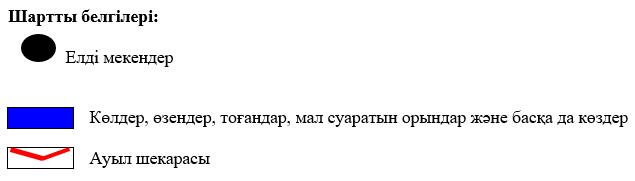 Шартты белгілері:
Елді мекендер
Көлдер, өзендер, тоғандар, мал суаратын орындар және басқа да көздер
Ауыл шекарасы